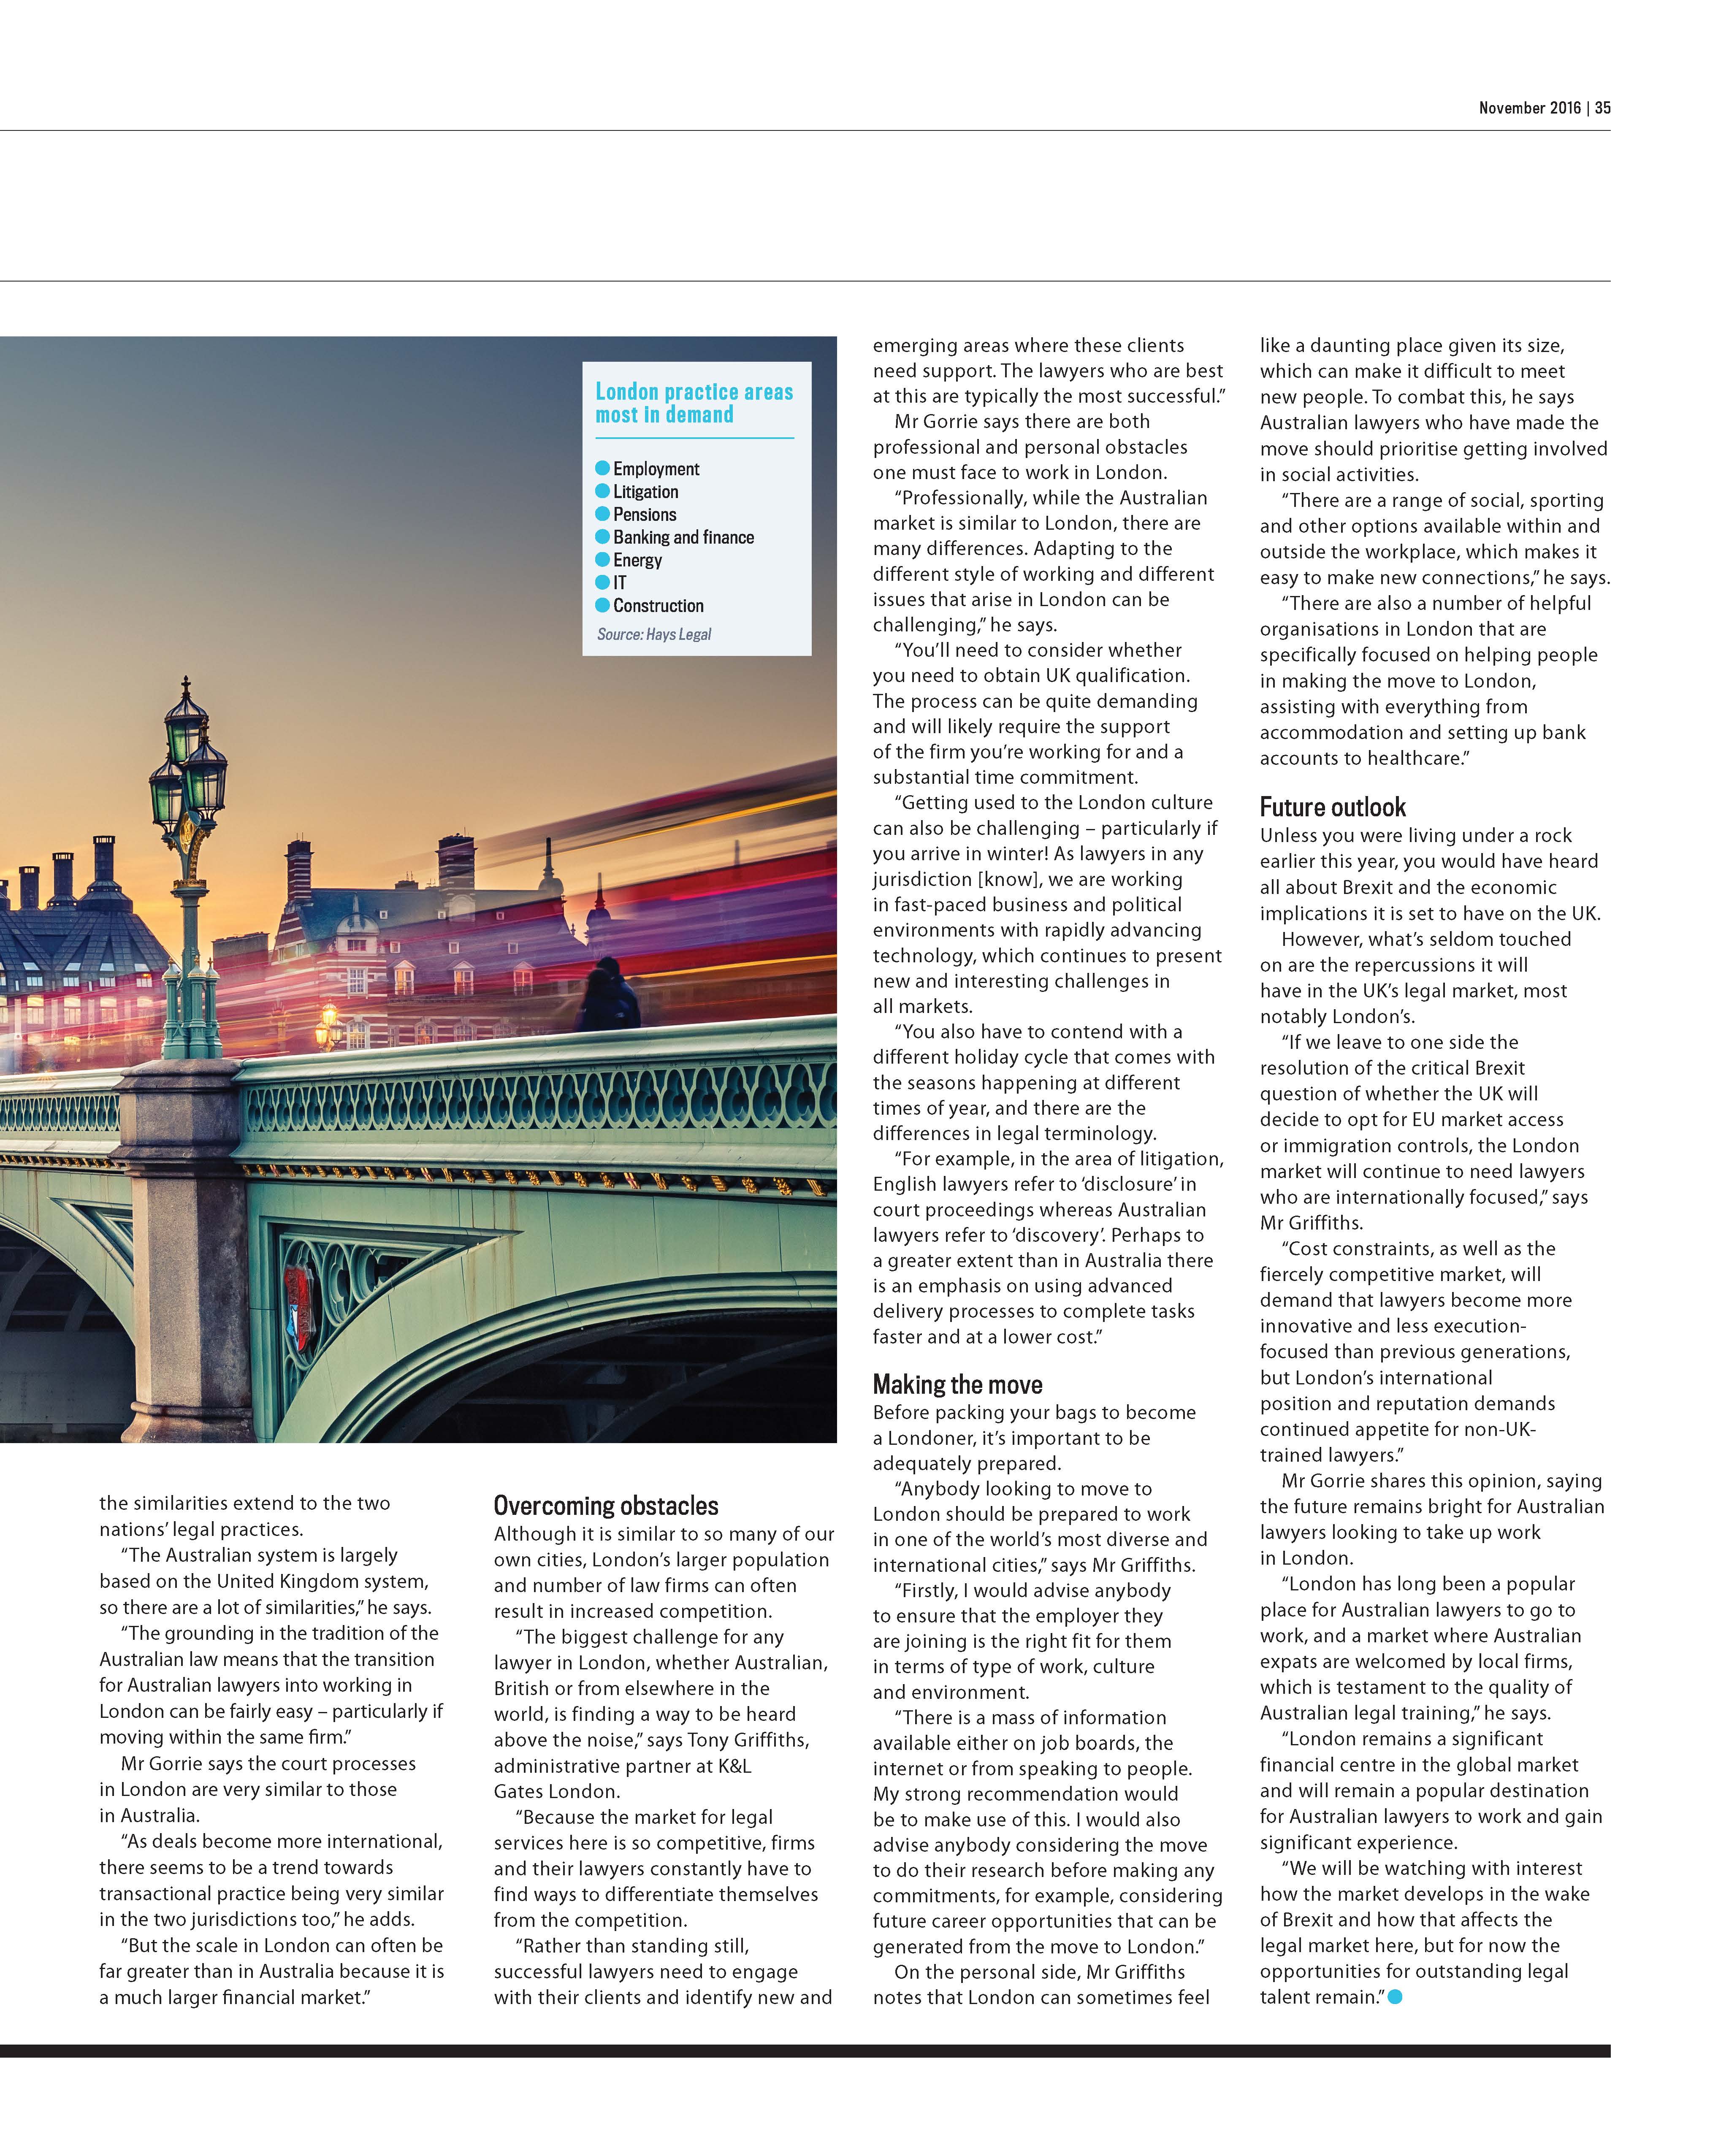 November 2016 | 35
London practice areas
most in demand
Employment
Litigation
Pensions
Banking and finance
Energy
IT
Construction
Source: Hays Legal
the similarities extend to the two
nations’ legal practices.
“The Australian system is largely
based on the United Kingdom system,
so there are a lot of similarities,” he says.
“The grounding in the tradition of the
Australian law means that the transition
for Australian lawyers into working in
London can be fairly easy – particularly if
moving within the same firm.”
Mr Gorrie says the court processes
in London are very similar to those
in Australia.
“As deals become more international,
there seems to be a trend towards
transactional practice being very similar
in the two jurisdictions too,” he adds.
“But the scale in London can often be
far greater than in Australia because it is
a much larger financial market.”
Overcoming obstacles
Although it is similar to so many of our
own cities, London’s larger population
and number of law firms can often
result in increased competition.
“The biggest challenge for any
lawyer in London, whether Australian,
British or from elsewhere in the
world, is finding a way to be heard
above the noise,” says Tony Griffiths,
administrative partner at K&L
Gates London.
“Because the market for legal
services here is so competitive, firms
and their lawyers constantly have to
find ways to differentiate themselves
from the competition.
“Rather than standing still,
successful lawyers need to engage
with their clients and identify new and
emerging areas where these clients
need support. The lawyers who are best
at this are typically the most successful.”
Mr Gorrie says there are both
professional and personal obstacles
one must face to work in London.
“Professionally, while the Australian
market is similar to London, there are
many differences. Adapting to the
different style of working and different
issues that arise in London can be
challenging,” he says.
“You’ll need to consider whether
you need to obtain UK qualification.
The process can be quite demanding
and will likely require the support
of the firm you’re working for and a
substantial time commitment.
“Getting used to the London culture
can also be challenging – particularly if
you arrive in winter! As lawyers in any
jurisdiction [know], we are working
in fast-paced business and political
environments with rapidly advancing
technology, which continues to present
new and interesting challenges in
all markets.
“You also have to contend with a
different holiday cycle that comes with
the seasons happening at different
times of year, and there are the
differences in legal terminology.
“For example, in the area of litigation,
English lawyers refer to ‘disclosure’ in
court proceedings whereas Australian
lawyers refer to ‘discovery’. Perhaps to
a greater extent than in Australia there
is an emphasis on using advanced
delivery processes to complete tasks
faster and at a lower cost.”
Making the move
Before packing your bags to become
a Londoner, it’s important to be
adequately prepared.
“Anybody looking to move to
London should be prepared to work
in one of the world’s most diverse and
international cities,” says Mr Griffiths.
“Firstly, I would advise anybody
to ensure that the employer they
are joining is the right fit for them
in terms of type of work, culture
and environment.
“There is a mass of information
available either on job boards, the
internet or from speaking to people.
My strong recommendation would
be to make use of this. I would also
advise anybody considering the move
to do their research before making any
commitments, for example, considering
future career opportunities that can be
generated from the move to London.”
On the personal side, Mr Griffiths
notes that London can sometimes feel
like a daunting place given its size,
which can make it difficult to meet
new people. To combat this, he says
Australian lawyers who have made the
move should prioritise getting involved
in social activities.
“There are a range of social, sporting
and other options available within and
outside the workplace, which makes it
easy to make new connections,” he says.
“There are also a number of helpful
organisations in London that are
specifically focused on helping people
in making the move to London,
assisting with everything from
accommodation and setting up bank
accounts to healthcare.”
Future outlook
Unless you were living under a rock
earlier this year, you would have heard
all about Brexit and the economic
implications it is set to have on the UK.
However, what’s seldom touched
on are the repercussions it will
have in the UK’s legal market, most
notably London’s.
“If we leave to one side the
resolution of the critical Brexit
question of whether the UK will
decide to opt for EU market access
or immigration controls, the London
market will continue to need lawyers
who are internationally focused,” says
Mr Griffiths.
“Cost constraints, as well as the
fiercely competitive market, will
demand that lawyers become more
innovative and less execution-
focused than previous generations,
but London’s international
position and reputation demands
continued appetite for non-UK-
trained lawyers.”
Mr Gorrie shares this opinion, saying
the future remains bright for Australian
lawyers looking to take up work
in London.
“London has long been a popular
place for Australian lawyers to go to
work, and a market where Australian
expats are welcomed by local firms,
which is testament to the quality of
Australian legal training,” he says.
“London remains a significant
financial centre in the global market
and will remain a popular destination
for Australian lawyers to work and gain
significant experience.
“We will be watching with interest
how the market develops in the wake
of Brexit and how that affects the
legal market here, but for now the
opportunities for outstanding legal
talent remain.”